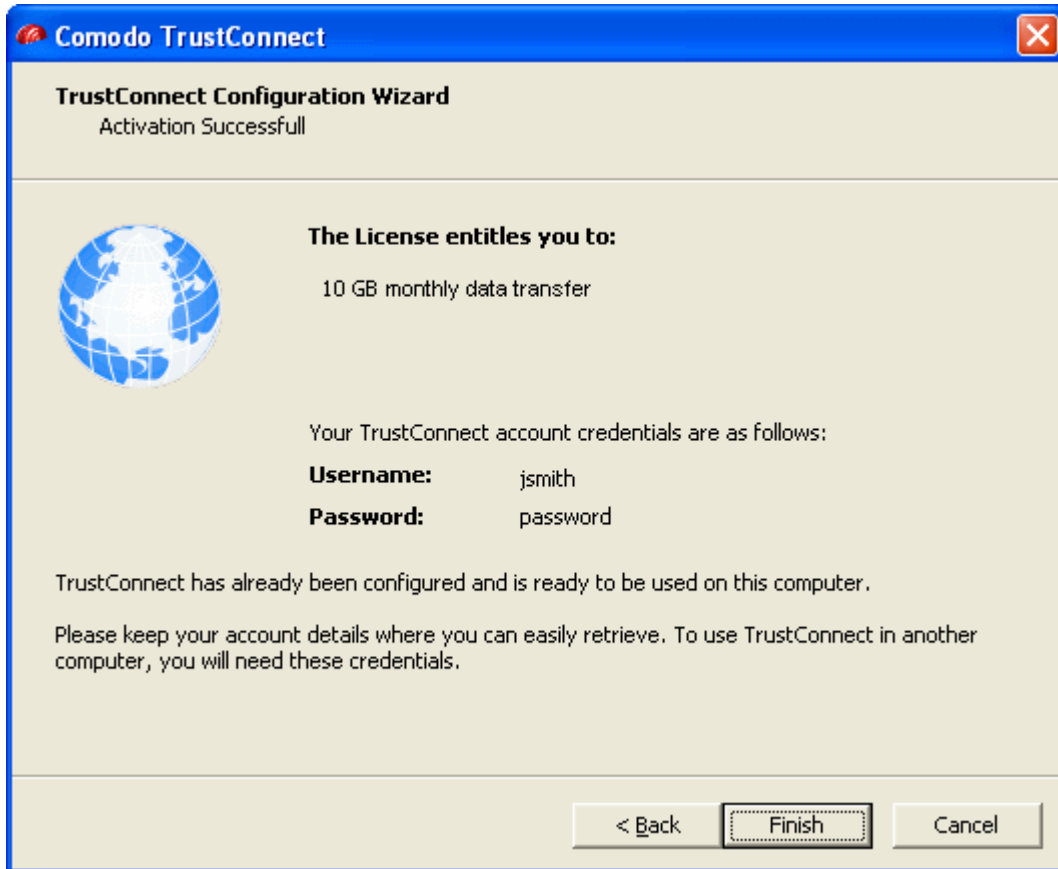 Comodo TrustConnect
TrustConnect Configuration Wizard
Activation Successfull
The License entitles you to:
10 GB monthly data transfer
Your TrustConnect account credentials are as follows:
Username: jsmith
Password: password
TrustConnect has already been configured and is ready to be used on this computer.
Please keep your account details where you can easily retrieve. To use TrustConnect in another
computer, you will need these credentials.
< Back Finish Cancel